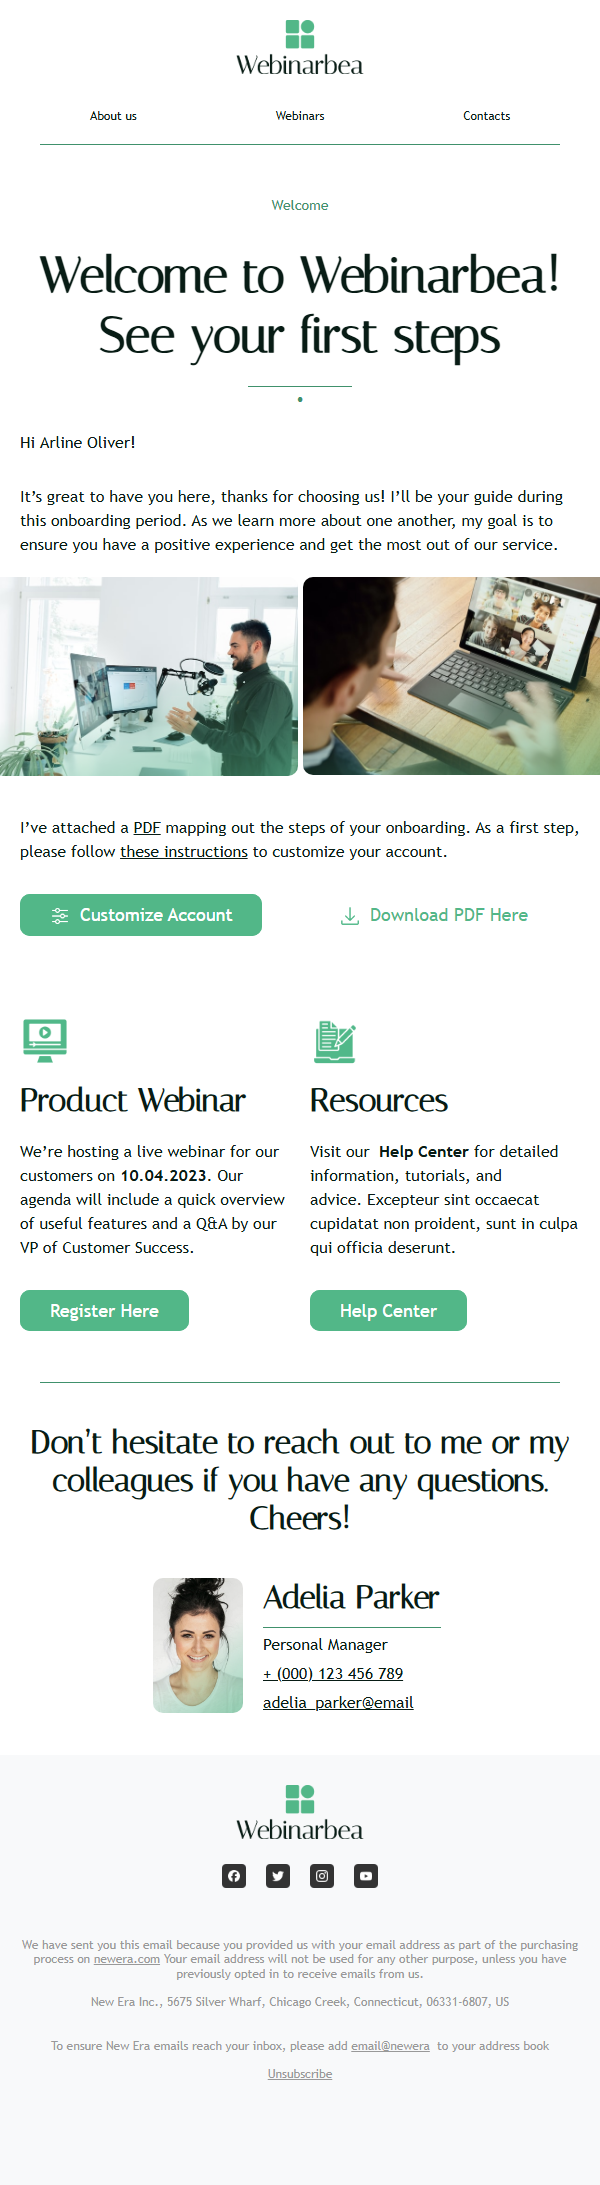 Webinarbea
About us
Webinars
Contacts
Welcome
Welcome to Webinarbea!
See your first steps
Hi Arline Oliver!
It’s great to have you here, thanks for choosing us! I’ll be your guide during
this onboarding period. As we learn more about one another, my goal is to
ensure you have a positive experience and get the most out of our service.
I’ve attached a PDF mapping out the steps of your onboarding. As a first step,
please follow these instructions to customize your account.
Customize Account
Download PDF Here
Product Webinar
We’re hosting a live webinar for our
customers on 10.04.2023. Our
agenda will include a quick overview
of useful features and a Q&A by our
VP of Customer Success.
Register Here
Resources
Visit our  Help Center for detailed
information, tutorials, and
advice. Excepteur sint occaecat
cupidatat non proident, sunt in culpa
qui officia deserunt.
Help Center
Don’t hesitate to reach out to me or my
colleagues if you have any questions.
Cheers!
Adelia Parker
Personal Manager
+ (000) 123 456 789
adelia_parker@email
Webinarbea
We have sent you this email because you provided us with your email address as part of the purchasing
process on newera.com Your email address will not be used for any other purpose, unless you have
previously opted in to receive emails from us.
New Era Inc., 5675 Silver Wharf, Chicago Creek, Connecticut, 06331-6807, US
To ensure New Era emails reach your inbox, please add email@newera  to your address book
Unsubscribe